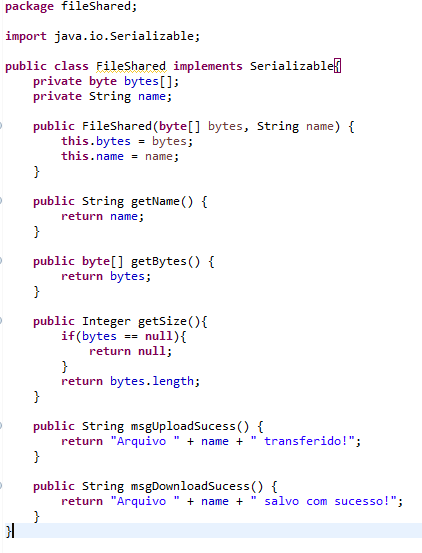 package fileShared;
import java.io.Serializable;
public class FileShared implements Serializable{
private byte bytes[];
private String name;
public FileShared(byte[] bytes, String name) {
this.bytes = bytes;
this.name = name;
}
public String getName() {
return name;
}
public byte[] getBytes() {
return bytes;
}
public Integer getSize(){
if(bytes == null){
return null;
}
return bytes.length;
}
public String msgUploadSucess() {
return "Arquivo " + name + " transferido!";
}
public String msgDownloadSucess() {
return "Arquivo " + name + " salvo com sucesso!";
}
}